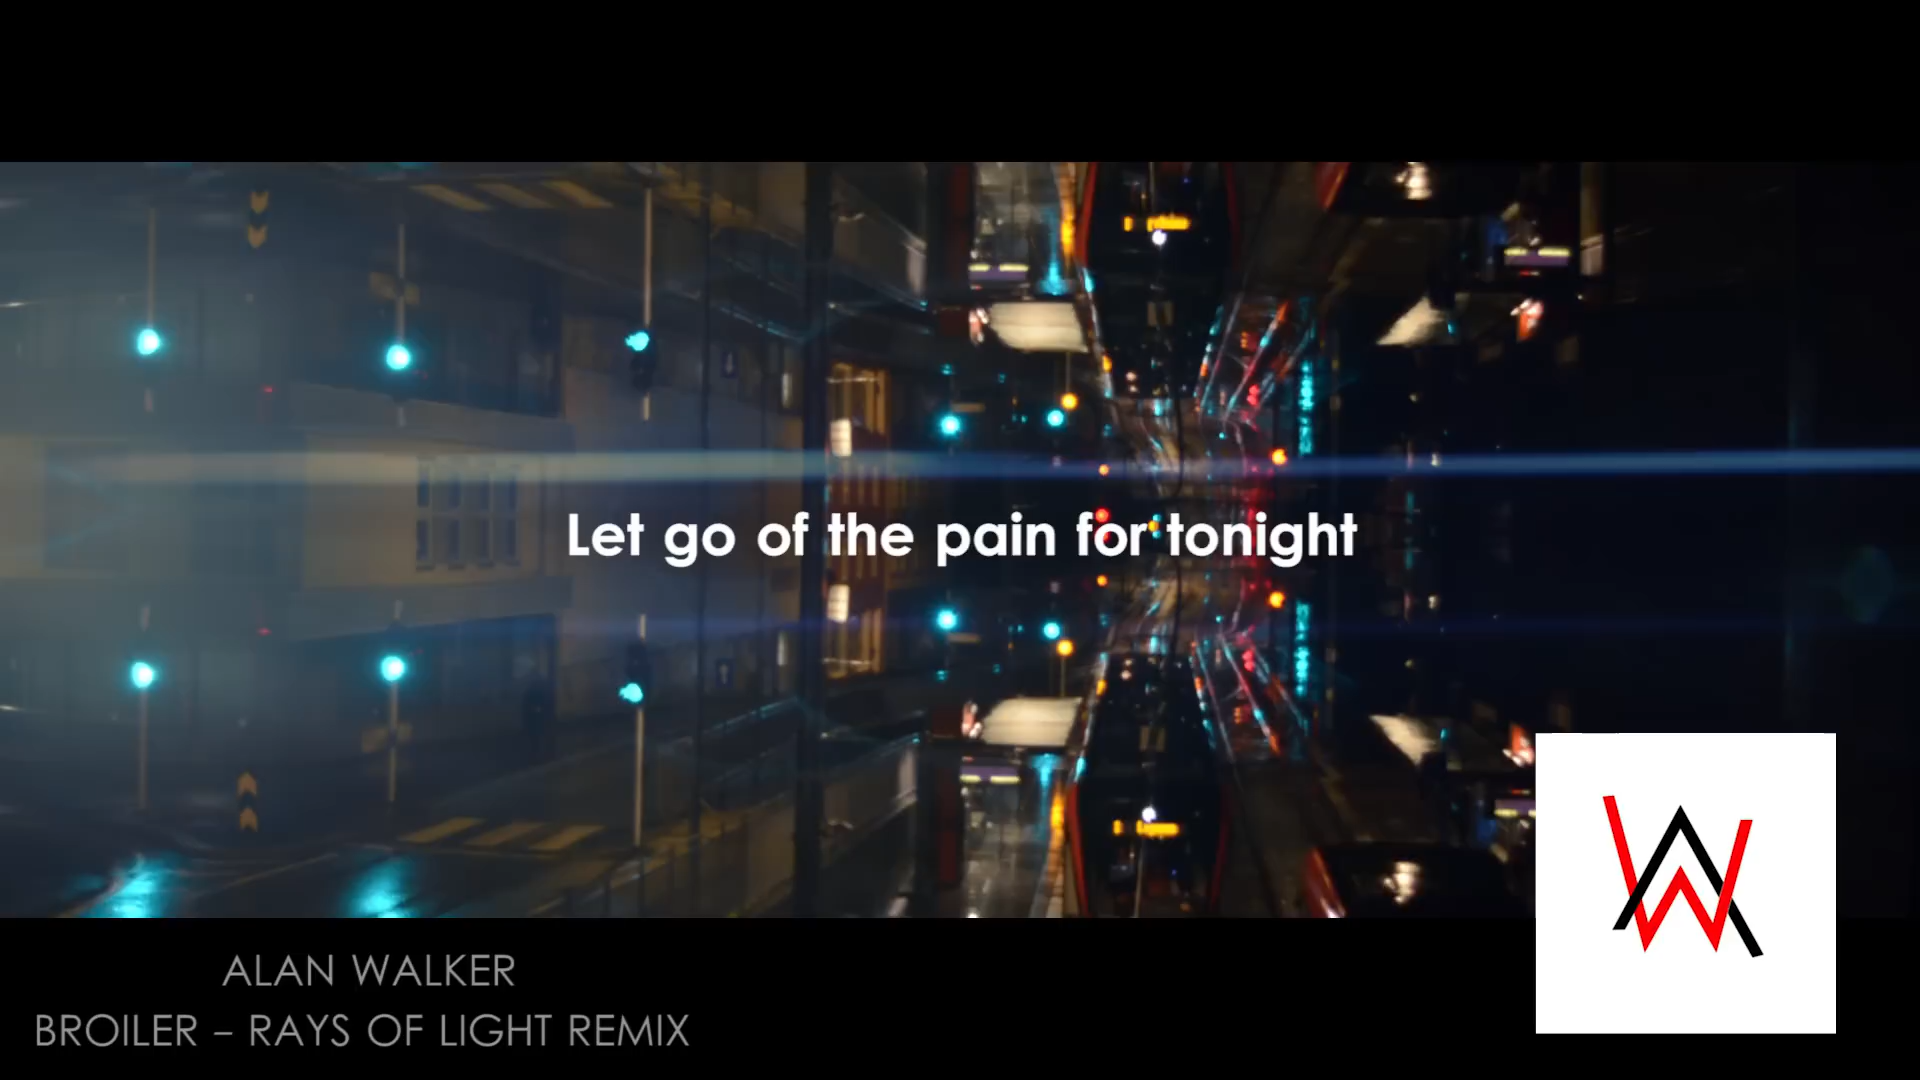 Let go of the pain for tonight
ALAN WALKER
BROILER – RAYS OF LIGHT REMIX